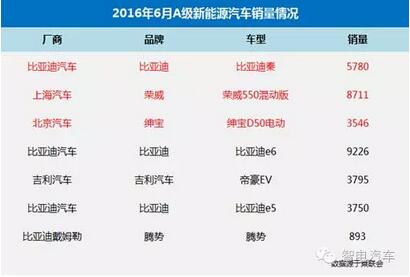 2016年6月A级新能源汽车销量情况
厂商 品牌 车型 销量
比亚迪汽车 比亚迪 比亚迪秦 5780
上海汽车 荣威 荣威550混动版 8711
北京汽车 绅宝 绅宝D50电动 3546
比亚迪汽车 比亚迪 比亚迪e6 9226
吉利汽车 吉利汽车 帝豪EV 3795
比亚迪汽车 比亚迪 比亚迪e5 3750
比亚迪戴姆勒 腾势 腾势 893
数据源于乘联会
智电汽车